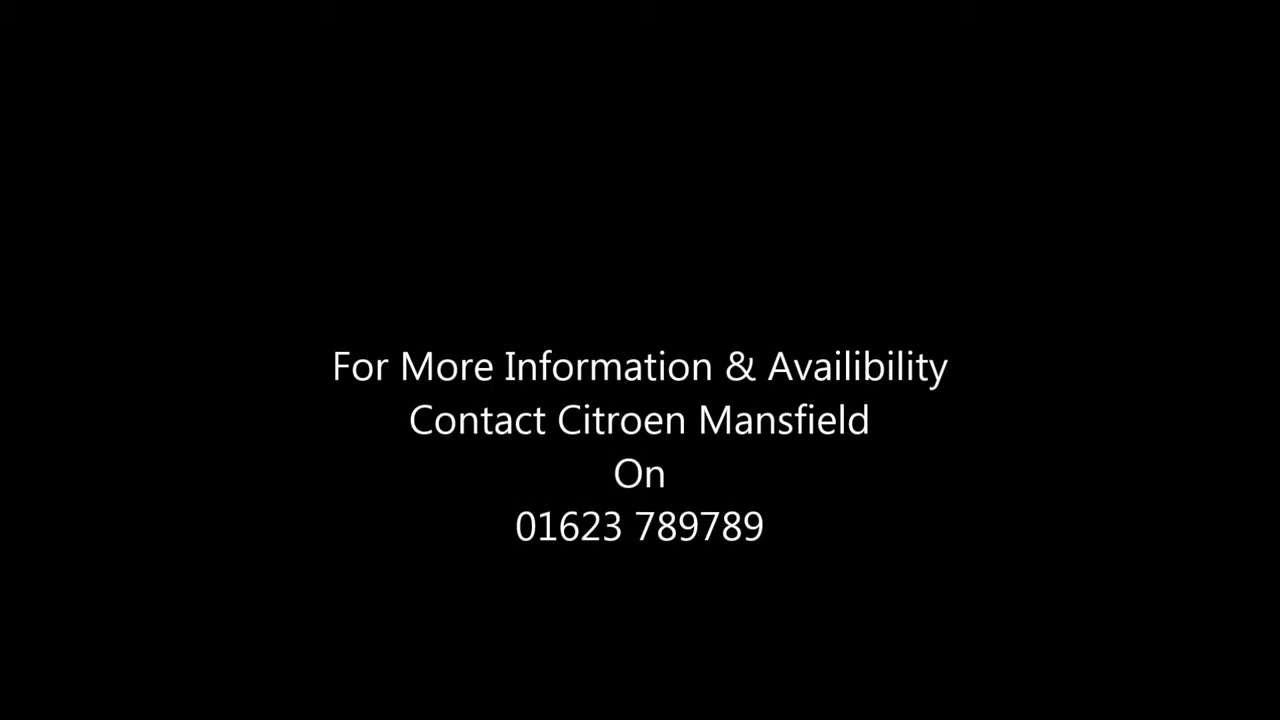 For More Information & Availibility
Contact Citroen Mansfield
On
01623 789789